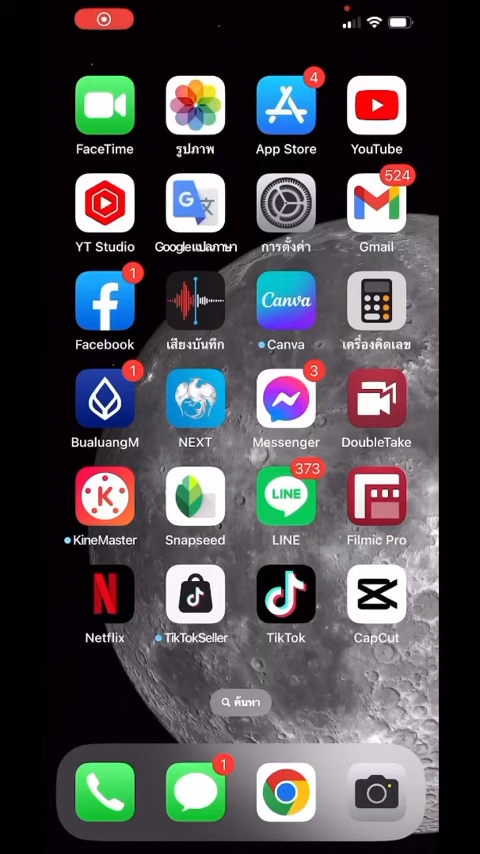 4
FaceTime รูปภาพ App Store YouTube
524
YT Studio Googleแปลภาษา การตั้งค่า Gmail
1
Canva
Facebook เสียงบันทึก Canva เครื่องคิดเลข
1 3
BualuangM NEXT Messenger DoubleTake
373
K LINE
KineMaster Snapseed LINE Filmic Pro
N
Netflix TikTokSeller TikTok CapCut
ค้นหา
1